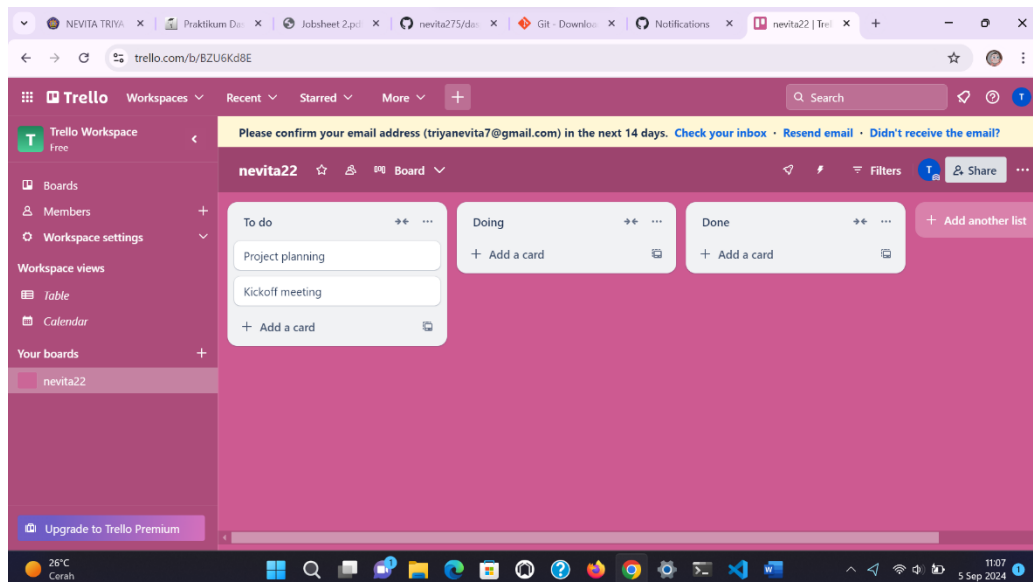 NEVITA TRIYA
Praktikum Das
Jobsheet 2.pd
nevita275/das
Git - Downloa
Notifications
nevita22 | Trel
trello.com/b/BZU6Kd8E
Trello Workspaces Recent Starred More Search T
T Trello Workspace
Free
Please confirm your email address (triyanevita7@gmail.com) in the next 14 days. Check your inbox · Resend email · Didn't receive the email?
nevita22 Board Filters T Share
Boards
Members
Workspace settings
Workspace views
Table
Calendar
Your boards
nevita22
Upgrade to Trello Premium
To do
Project planning
Kickoff meeting
+ Add a card
Doing
+ Add a card
Done
+ Add a card
+ Add another list
26°C
Cerah
11:07
5 Sep 2024
1